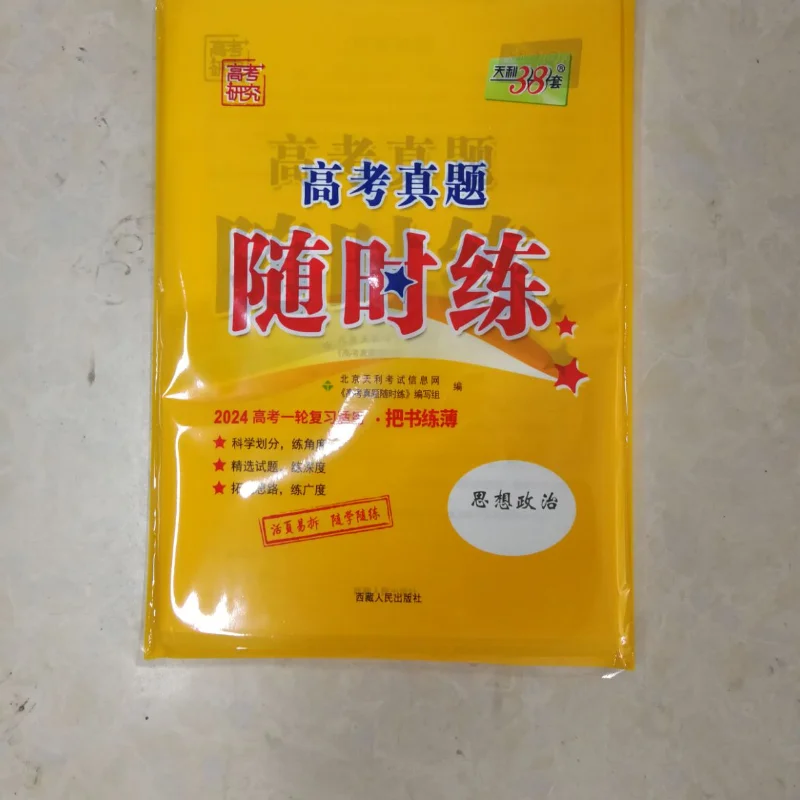 高考
研究
天利38套®
高考真题
随时练
北京天利考试信息网
《高考真题随时练》编写组
编
2024 高考一轮复习 · 把书练薄
科学划分,练角度
精选试题,练深度
拓 思路,练广度
活页易拆 随学随练
思想政治
西藏人民出版社